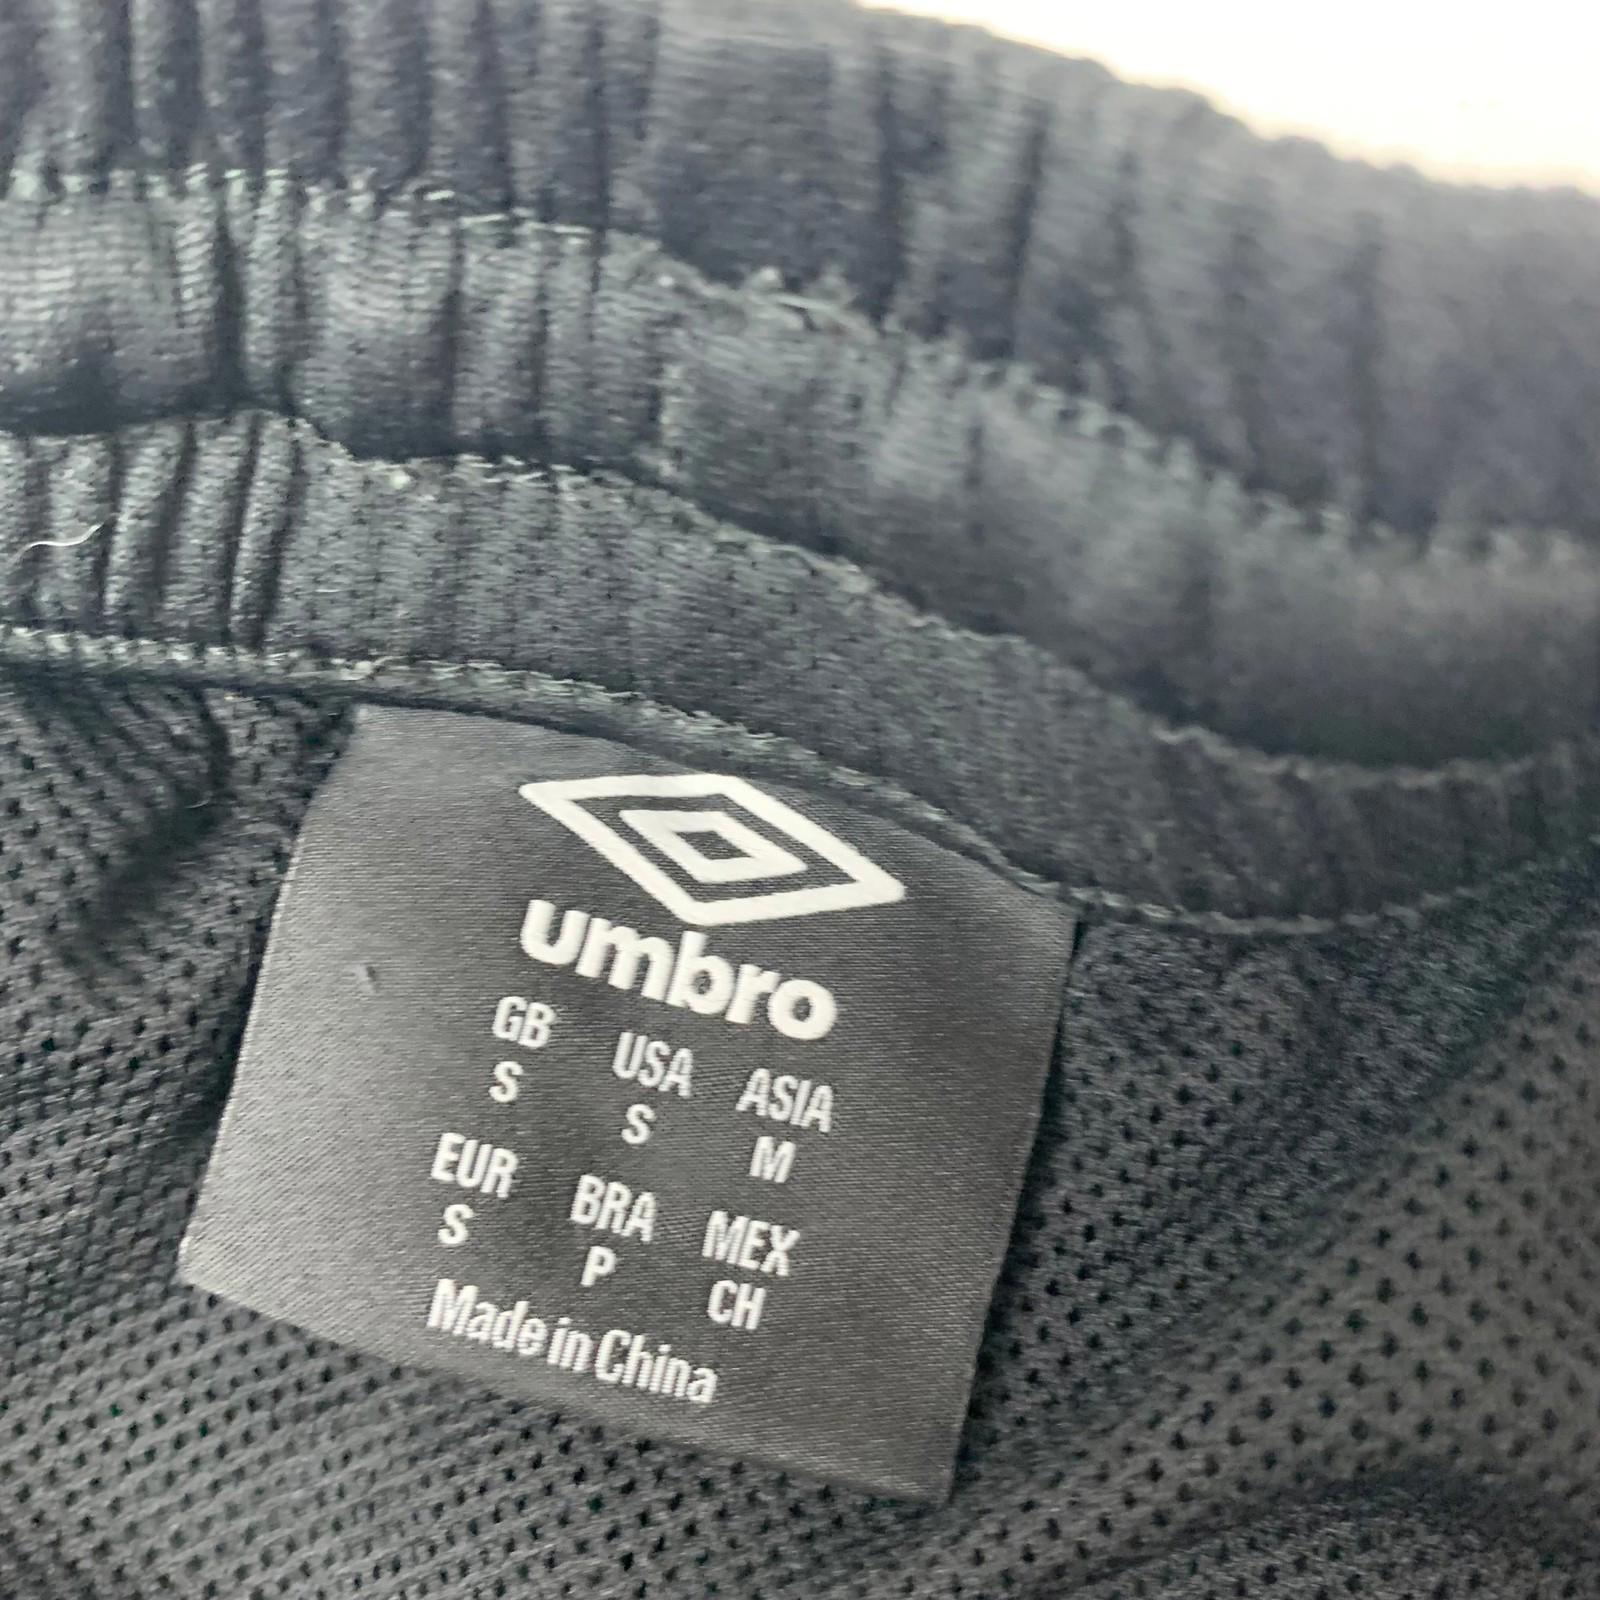 umbro
GB USA ASIA
S S M
EUR BRA MEX
S P CH
Made in China